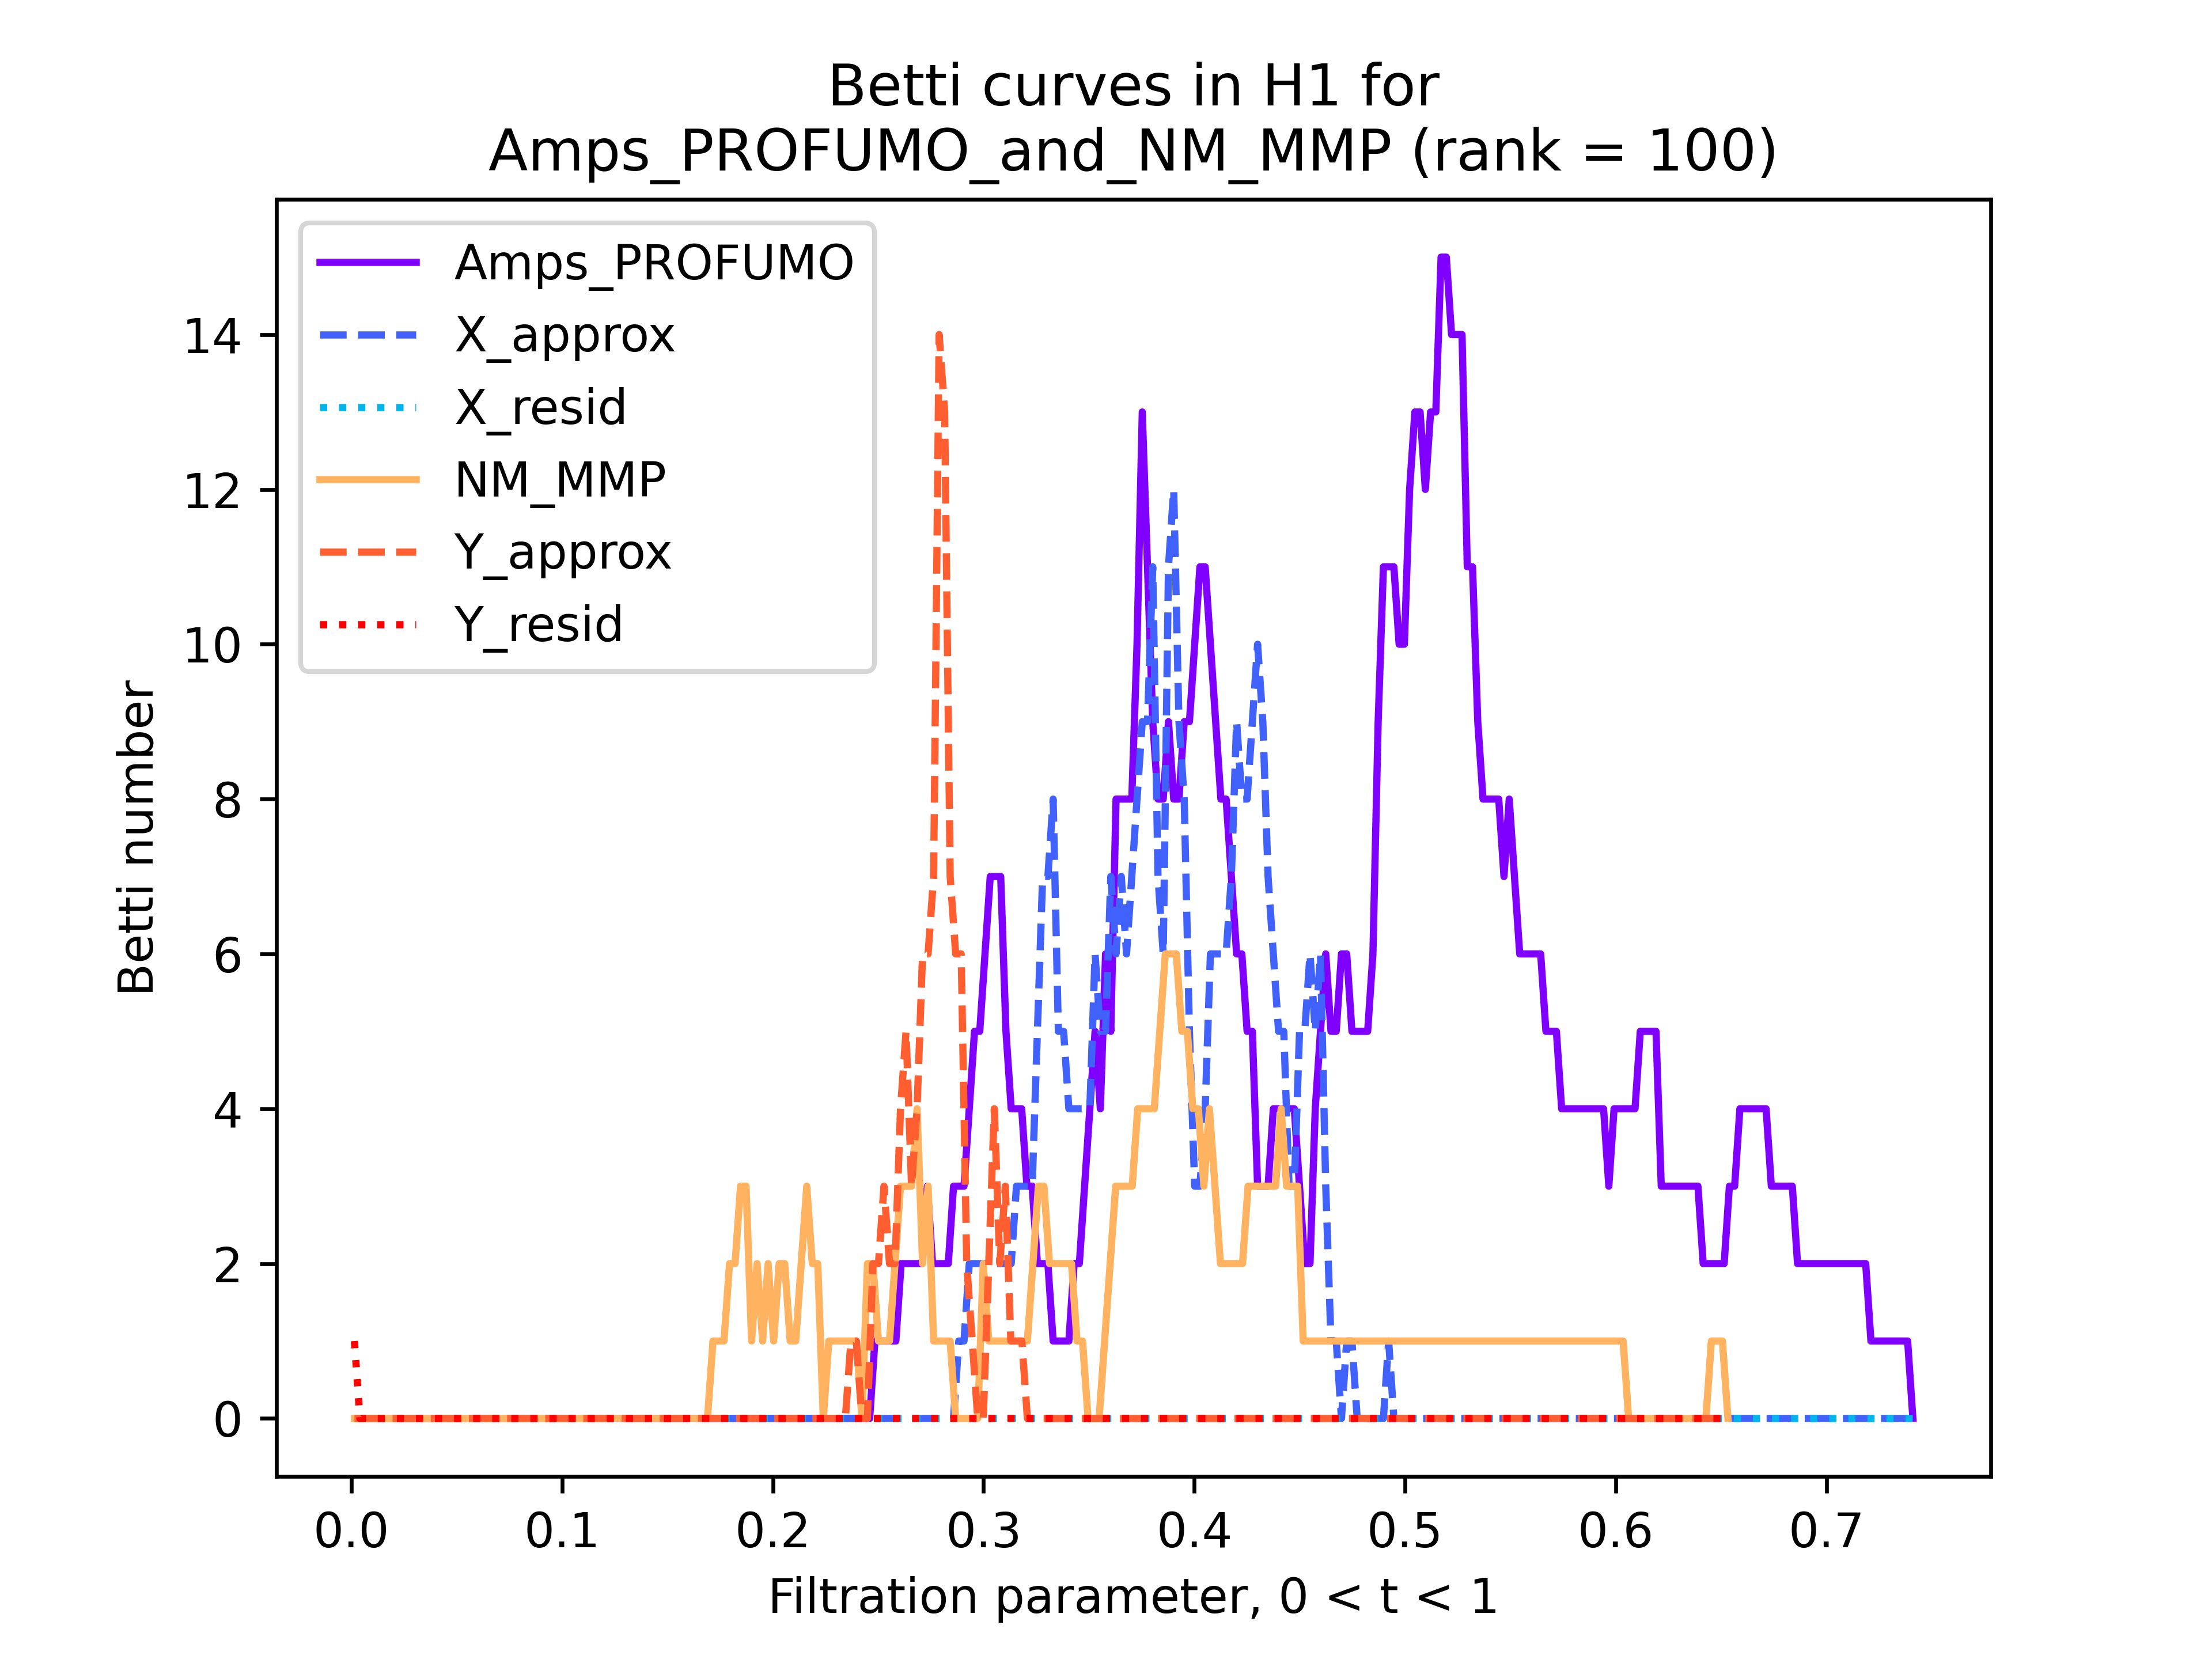 Betti curves in H1 for
Amps_PROFUMO_and_NM_MMP (rank = 100)
Amps_PROFUMO
X_approx
X_resid
NM_MMP
Y_approx
Y_resid
Betti number
14
12
10
8
6
4
2
0
0.0 0.1 0.2 0.3 0.4 0.5 0.6 0.7
Filtration parameter, 0 < t < 1